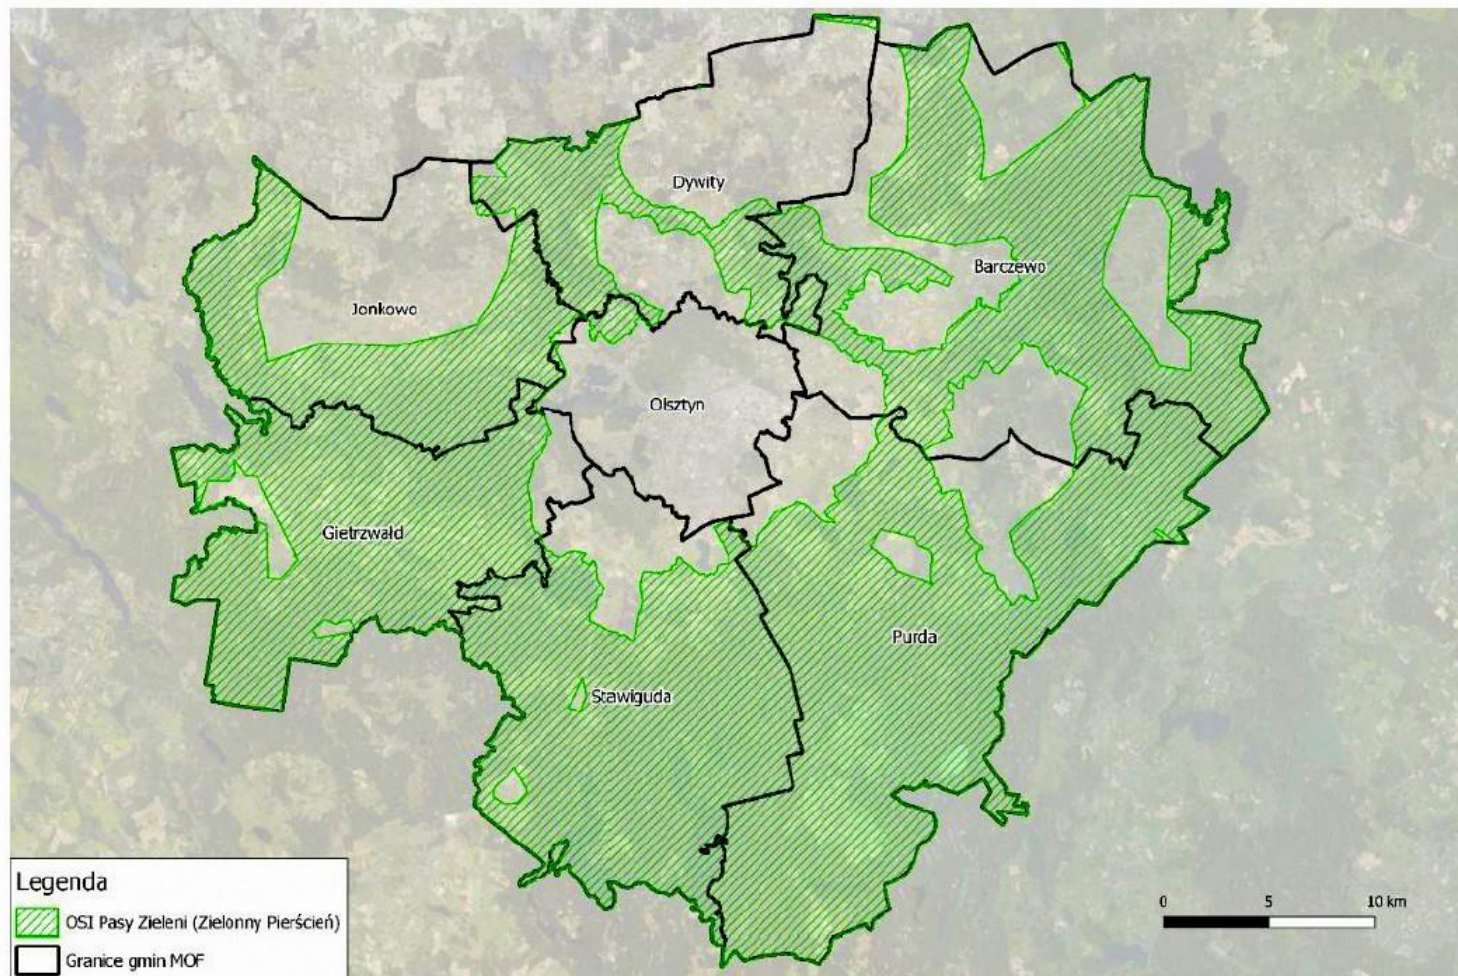 Dywity
Barczewo
Jonkowo
Olsztyn
Gietrzwałd
Purda
Stawiguda
Legenda
OSI Pasy Zieleni (Zielonny Pierścień)
Granice gmin MOF
0 5 10 km